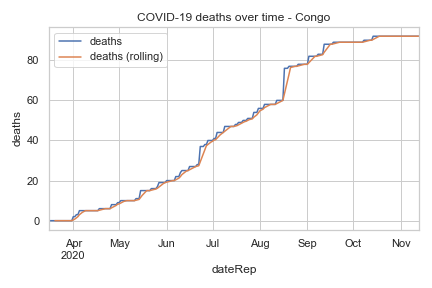 COVID-19 deaths over time - Congo
deaths
deaths (rolling)
deaths
80
60
40
20
0
Apr May Jun Jul Aug Sep Oct Nov
2020
dateRep